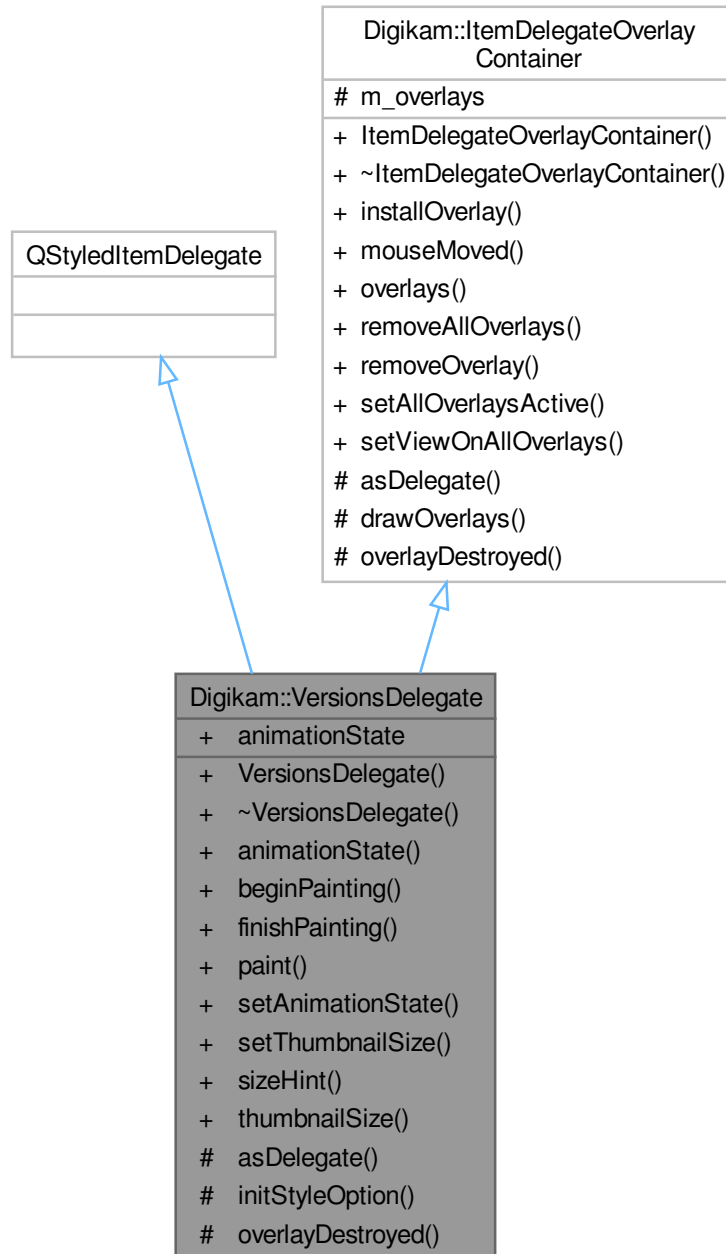 Digikam::ItemDelegateOverlay
Container
# m_overlays
+ ItemDelegateOverlayContainer()
+ ~ItemDelegateOverlayContainer()
+ installOverlay()
+ mouseMoved()
+ overlays()
+ removeAllOverlays()
+ removeOverlay()
+ setAllOverlaysActive()
+ setViewOnAllOverlays()
# asDelegate()
# drawOverlays()
# overlayDestroyed()
QStyledItemDelegate
Digikam::VersionsDelegate
+ animationState
+ VersionsDelegate()
+ ~VersionsDelegate()
+ animationState()
+ beginPainting()
+ finishPainting()
+ paint()
+ setAnimationState()
+ setThumbnailSize()
+ sizeHint()
+ thumbnailSize()
# asDelegate()
# initStyleOption()
# overlayDestroyed()